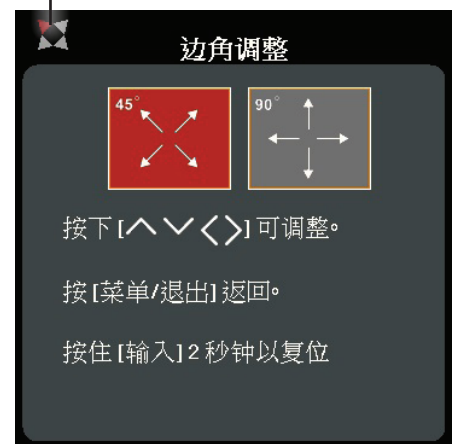 边角调整
45° 90°
按下 [∧∨<>] 可调整。
按 [菜单/退出] 返回。
按住 [输入] 2 秒钟以复位